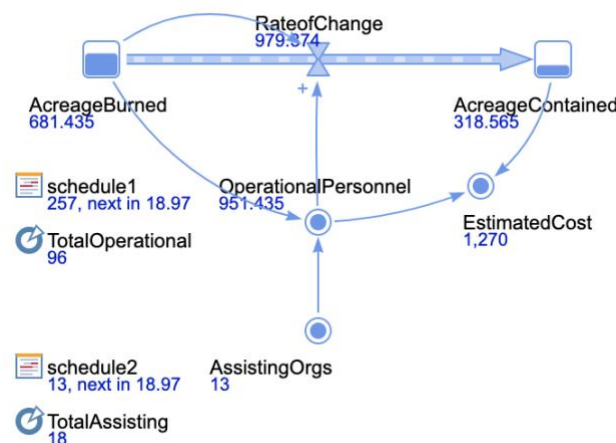 RateofChange
979.374
AcreageBurned
681.435
AcreageContained
318.565
+
schedule1
257, next in 18.97
OperationalPersonnel
951.435
TotalOperational
96
EstimatedCost
1,270
schedule2
13, next in 18.97
AssistingOrgs
13
TotalAssisting
18